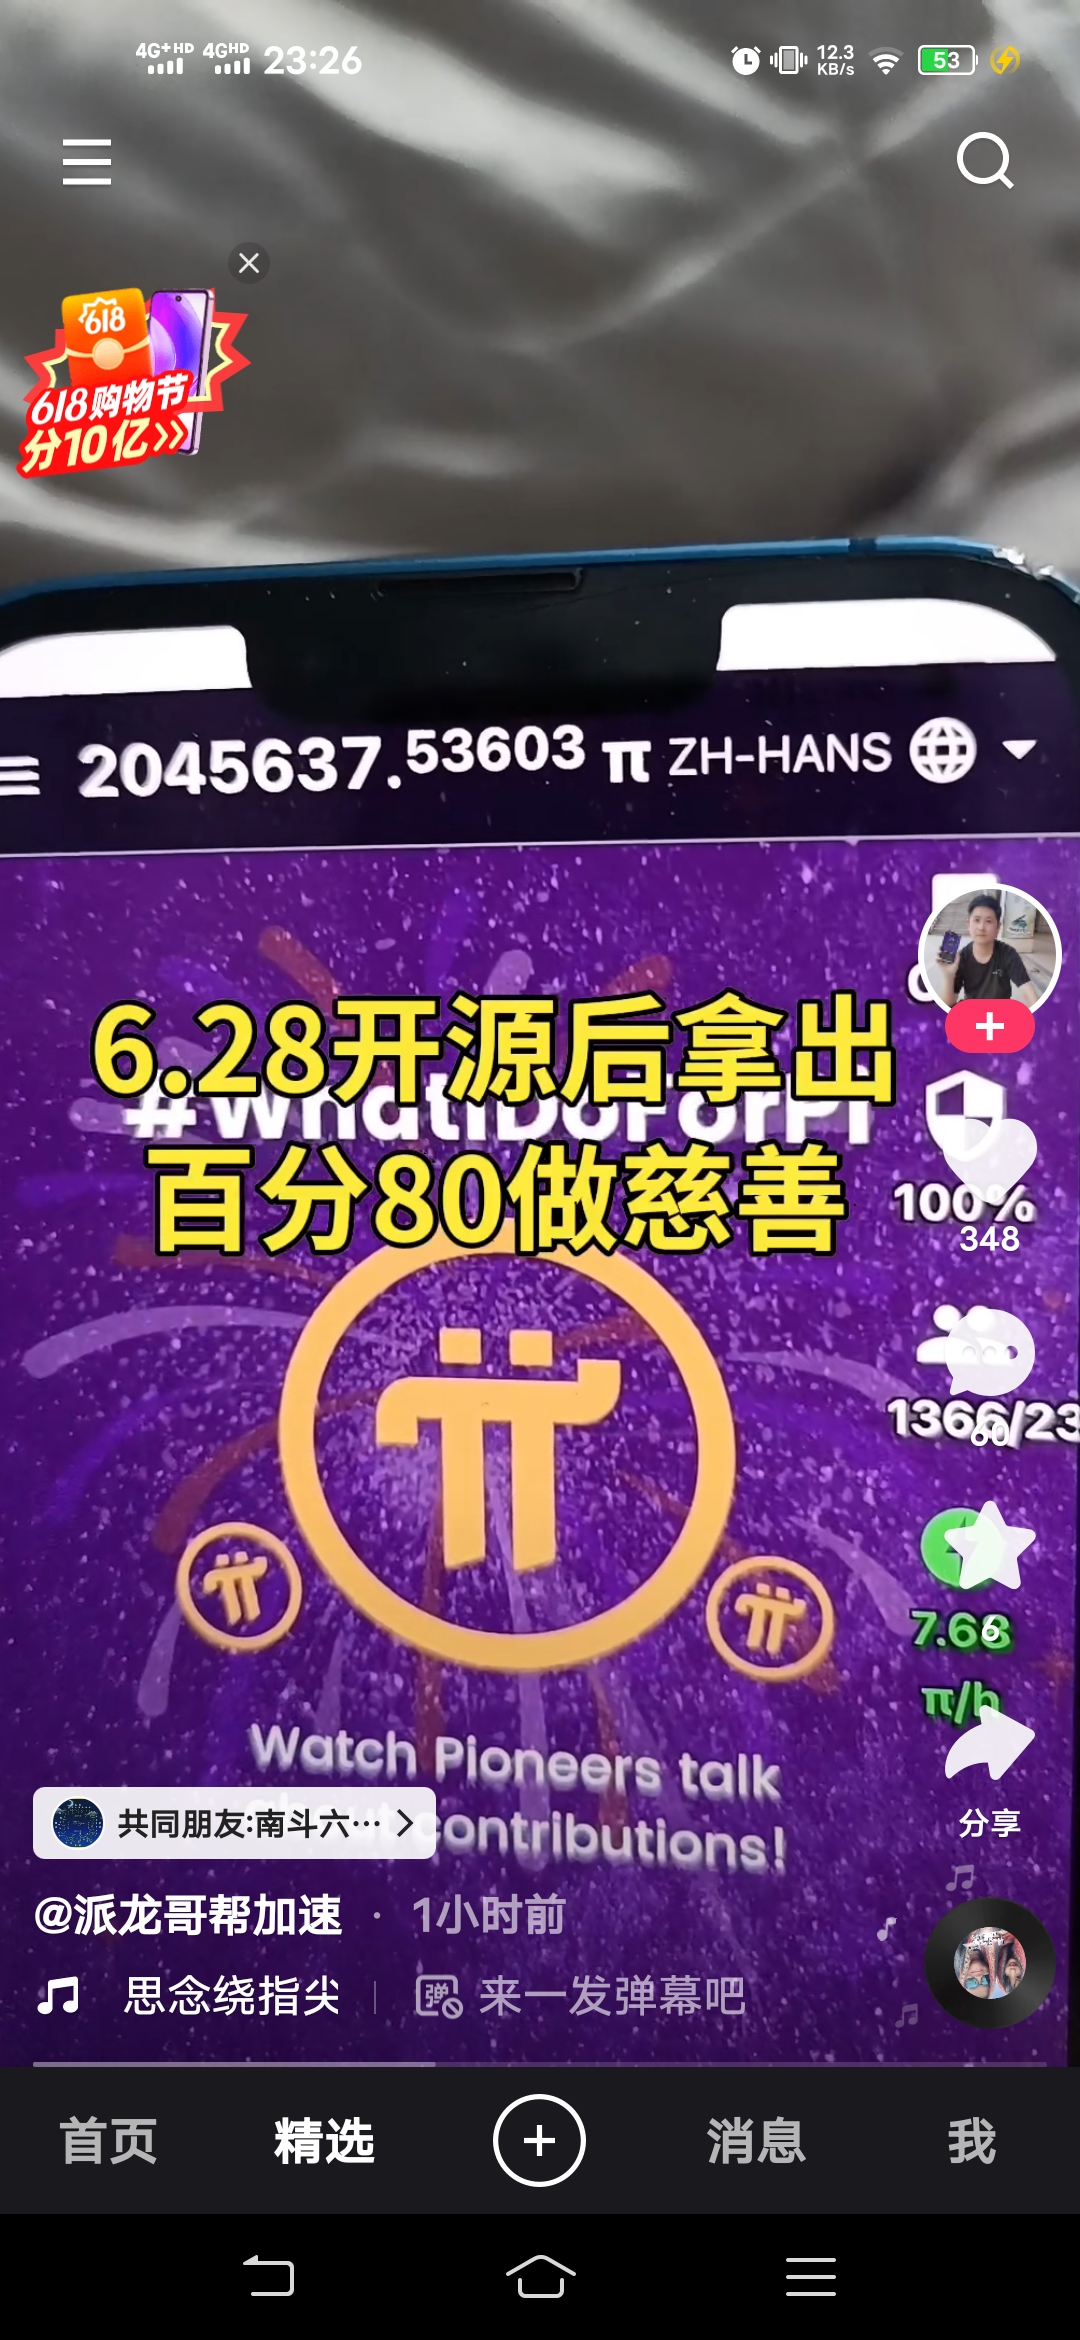 4G+HD 4GHD 23:26 12.3 KB/s 53
618
618购物节
分10亿
2045637.53603 π ZH-HANS
6.28开源后拿出
#WhatIDoForPi
百分80做慈善
100%
348
1366/23
60
7.68
6
π/h
Watch Pioneers talk
about contributions!
共同朋友:南斗六…
分享
@派龙哥帮加速 · 1小时前
思念绕指尖
弹 来一发弹幕吧
首页 精选 消息 我